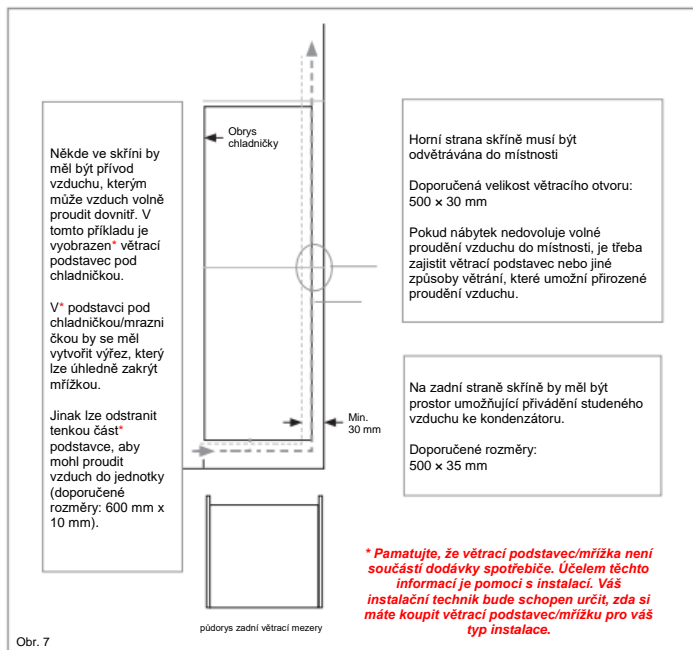 Někde ve skříni by
měl být přívod
vzduchu, kterým
může vzduch volně
proudit dovnitř. V
tomto příkladu je
vyobrazen* větrací
podstavec pod
chladničkou.
V* podstavci pod
chladničkou/mrazni
čkou by se měl
vytvořit výřez, který
lze úhledně zakrýt
mřížkou.
Jinak lze odstranit
tenkou část*
podstavce, aby
mohl proudit
vzduch do jednotky
(doporučené
rozměry: 600 mm x
10 mm).
Obrys
chladničky
Min.
30 mm
půdorys zadní větrací mezery
Horní strana skříně musí být
odvětrávána do místnosti
Doporučená velikost větracího otvoru:
500 × 30 mm
Pokud nábytek nedovoluje volné
proudění vzduchu do místnosti, je třeba
zajistit větrací podstavec nebo jiné
způsoby větrání, které umožní přirozené
proudění vzduchu.
Na zadní straně skříně by měl být
prostor umožňující přivádění studeného
vzduchu ke kondenzátoru.
Doporučené rozměry:
500 × 35 mm
* Pamatujte, že větrací podstavec/mřížka není
součástí dodávky spotřebiče. Účelem těchto
informací je pomoci s instalací. Váš
instalační technik bude schopen určit, zda si
máte koupit větrací podstavec/mřížku pro váš
typ instalace.
Obr. 7